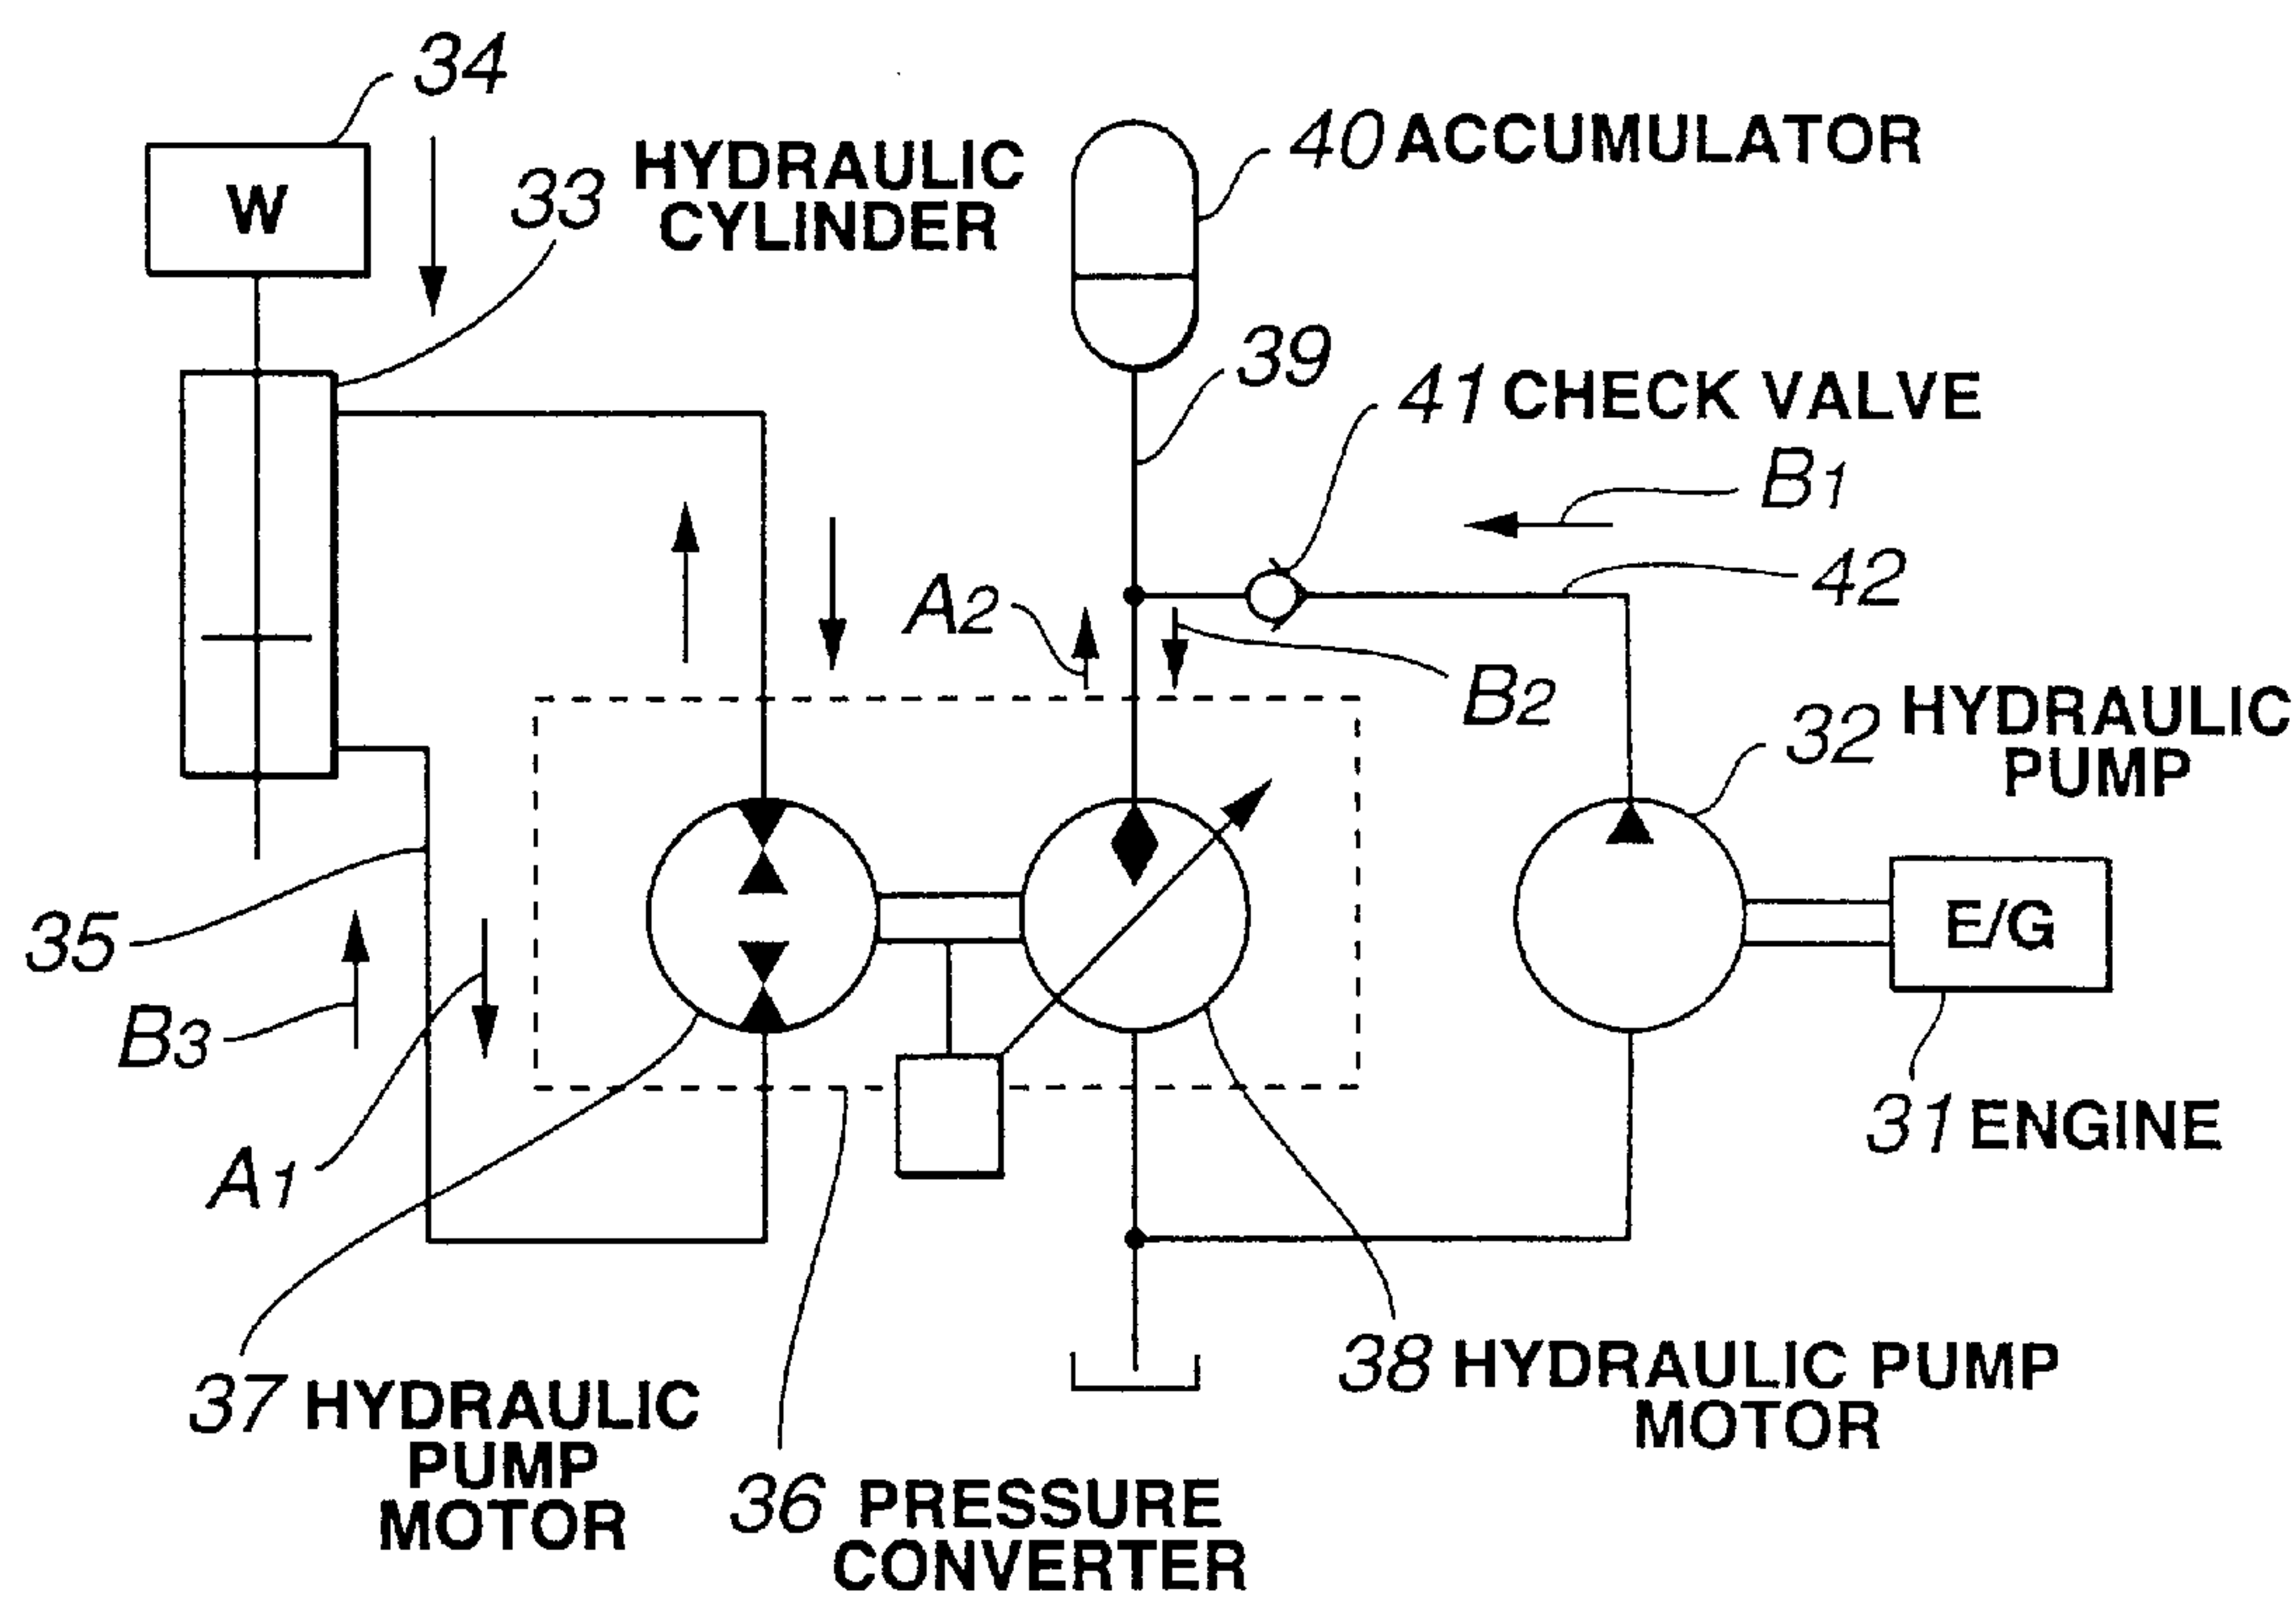 34
W
33 HYDRAULIC
CYLINDER
40 ACCUMULATOR
39
41 CHECK VALVE
B1
42
A2
B2
32 HYDRAULIC
PUMP
E/G
31 ENGINE
35
B3
A1
37 HYDRAULIC
PUMP
MOTOR
36 PRESSURE
CONVERTER
38 HYDRAULIC PUMP
MOTOR